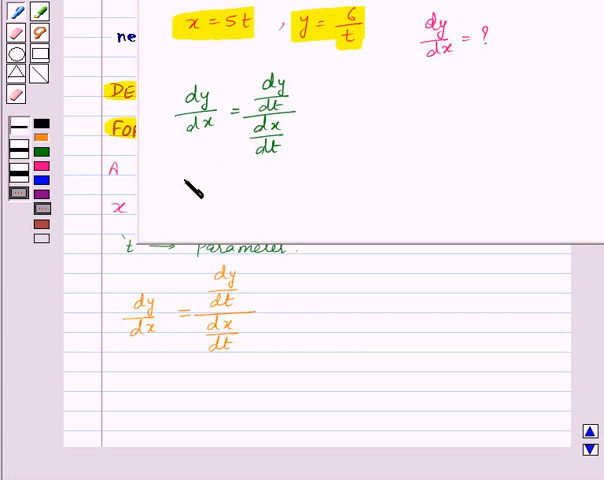 x = 5t , y = 6/t dy/dx = ?
ne
DE
FOR
dy/dx = (dy/dt)/(dx/dt)
A
x
't → Parameter.
dy/dx = (dy/dt)/(dx/dt)